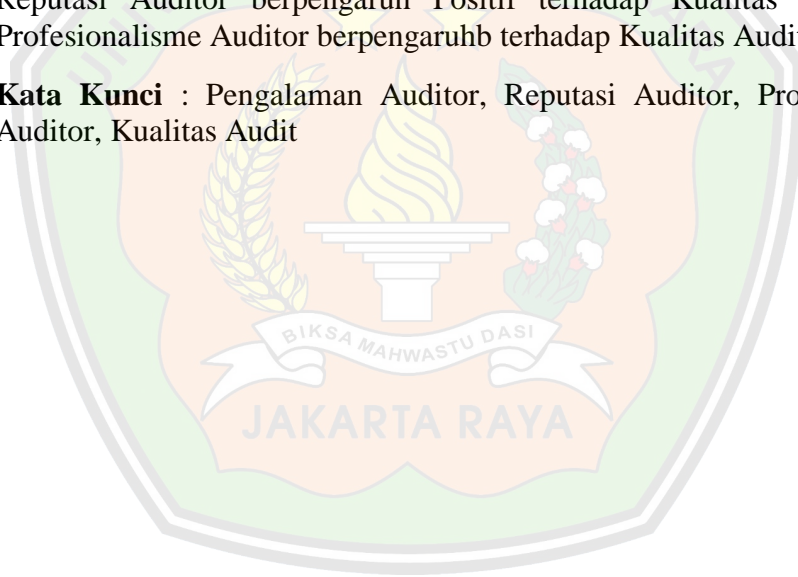 Reputasi Auditor berpengaruh Positif terhadap Kualitas
Profesionalisme Auditor berpengaruhb terhadap Kualitas Audit
Kata Kunci : Pengalaman Auditor, Reputasi Auditor,
Auditor, Kualitas Audit
BIKSA MAHWASTU DASI
JAKARTA RAYA